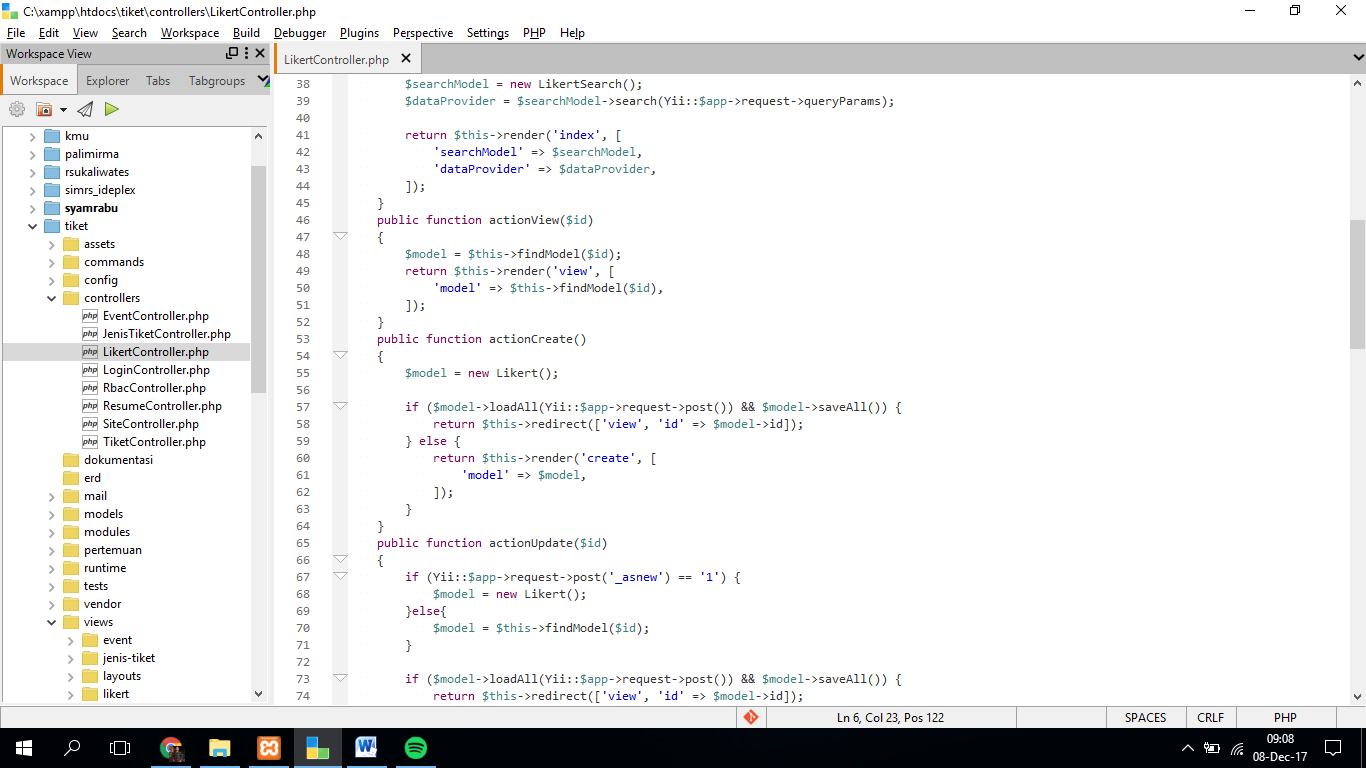 C:\xampp\htdocs\tiket\controllers\LikertController.php
File Edit View Search Workspace Build Debugger Plugins Perspective Settings PHP Help
Workspace View
Workspace Explorer Tabs Tabgroups
kmu
palimirma
rsukaliwates
simrs_ideplex
syamrabu
tiket
assets
commands
config
controllers
php EventController.php
php JenisTiketController.php
php LikertController.php
php LoginController.php
php RbacController.php
php ResumeController.php
php SiteController.php
php TiketController.php
dokumentasi
erd
mail
models
modules
pertemuan
runtime
tests
vendor
views
event
jenis-tiket
layouts
likert
LikertController.php
38 $searchModel = new LikertSearch();
39 $dataProvider = $searchModel->search(Yii::$app->request->queryParams);
40
41 return $this->render('index', [
42 'searchModel' => $searchModel,
43 'dataProvider' => $dataProvider,
44 ]);
45 }
46 public function actionView($id)
47 {
48 $model = $this->findModel($id);
49 return $this->render('view', [
50 'model' => $this->findModel($id),
51 ]);
52 }
53 public function actionCreate()
54 {
55 $model = new Likert();
56
57 if ($model->loadAll(Yii::$app->request->post()) && $model->saveAll()) {
58 return $this->redirect(['view', 'id' => $model->id]);
59 } else {
60 return $this->render('create', [
61 'model' => $model,
62 ]);
63 }
64 }
65 public function actionUpdate($id)
66 {
67 if (Yii::$app->request->post('_asnew') == '1') {
68 $model = new Likert();
69 }else{
70 $model = $this->findModel($id);
71 }
72
73 if ($model->loadAll(Yii::$app->request->post()) && $model->saveAll()) {
74 return $this->redirect(['view', 'id' => $model->id]);
Ln 6, Col 23, Pos 122 SPACES CRLF PHP
09:08
08-Dec-17